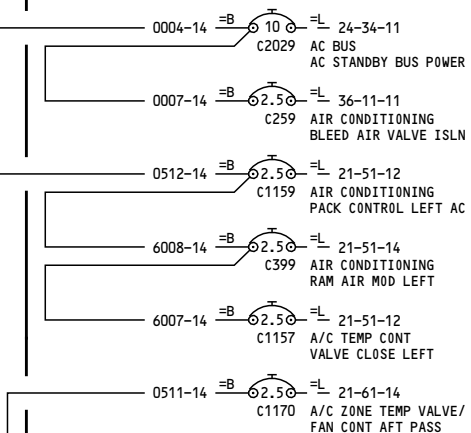 0004-14 =B 10 =L 24-34-11
C2029 AC BUS
AC STANDBY BUS POWER
0007-14 =B 2.5 =L 36-11-11
C259 AIR CONDITIONING
BLEED AIR VALVE ISLN
0512-14 =B 2.5 =L 21-51-12
C1159 AIR CONDITIONING
PACK CONTROL LEFT AC
6008-14 =B 2.5 =L 21-51-14
C399 AIR CONDITIONING
RAM AIR MOD LEFT
6007-14 =B 2.5 =L 21-51-12
C1157 A/C TEMP CONT
VALVE CLOSE LEFT
0511-14 =B 2.5 =L 21-61-14
C1170 A/C ZONE TEMP VALVE/
FAN CONT AFT PASS